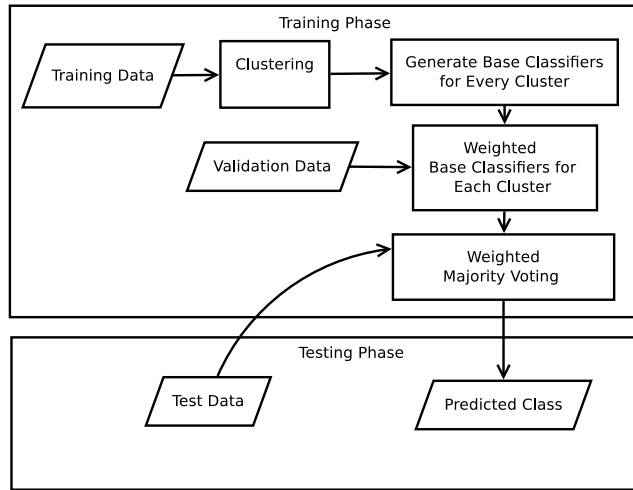 Training Phase
Training Data
Clustering
Generate Base Classifiers
for Every Cluster
Validation Data
Weighted
Base Classifiers for
Each Cluster
Weighted
Majority Voting
Testing Phase
Test Data
Predicted Class